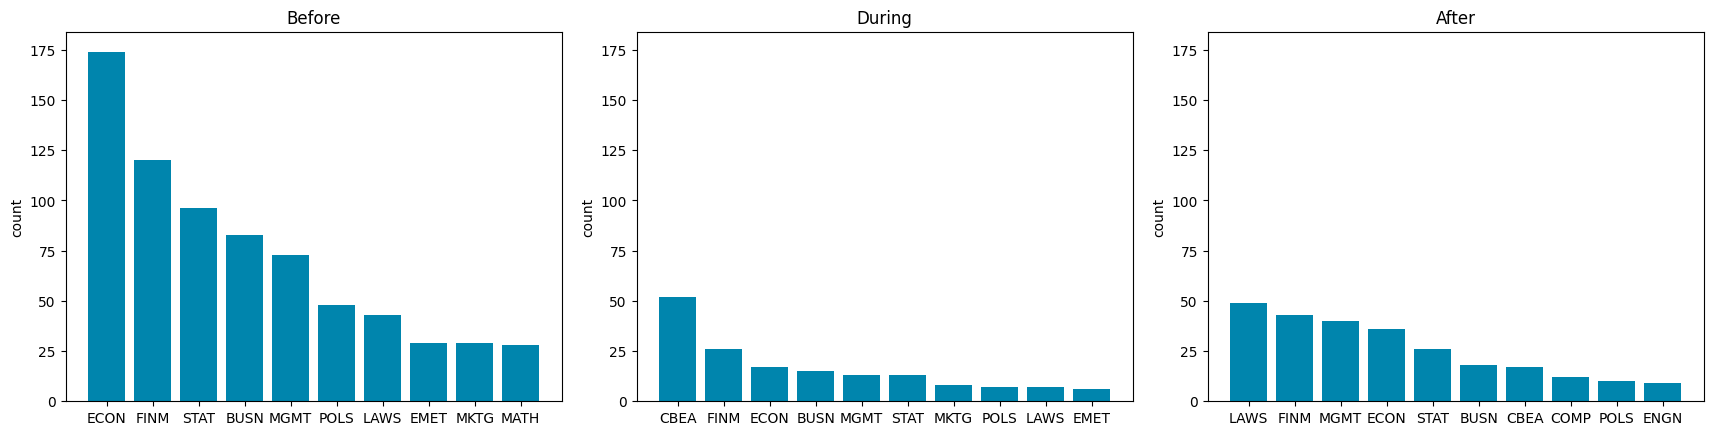 Before
175
150
125
100
75
50
25
0
count
ECON FINM STAT BUSN MGMT POLS LAWS EMET MKTG MATH
During
175
150
125
100
75
50
25
0
count
CBEA FINM ECON BUSN MGMT STAT MKTG POLS LAWS EMET
After
175
150
125
100
75
50
25
0
count
LAWS FINM MGMT ECON STAT BUSN CBEA COMP POLS ENGN